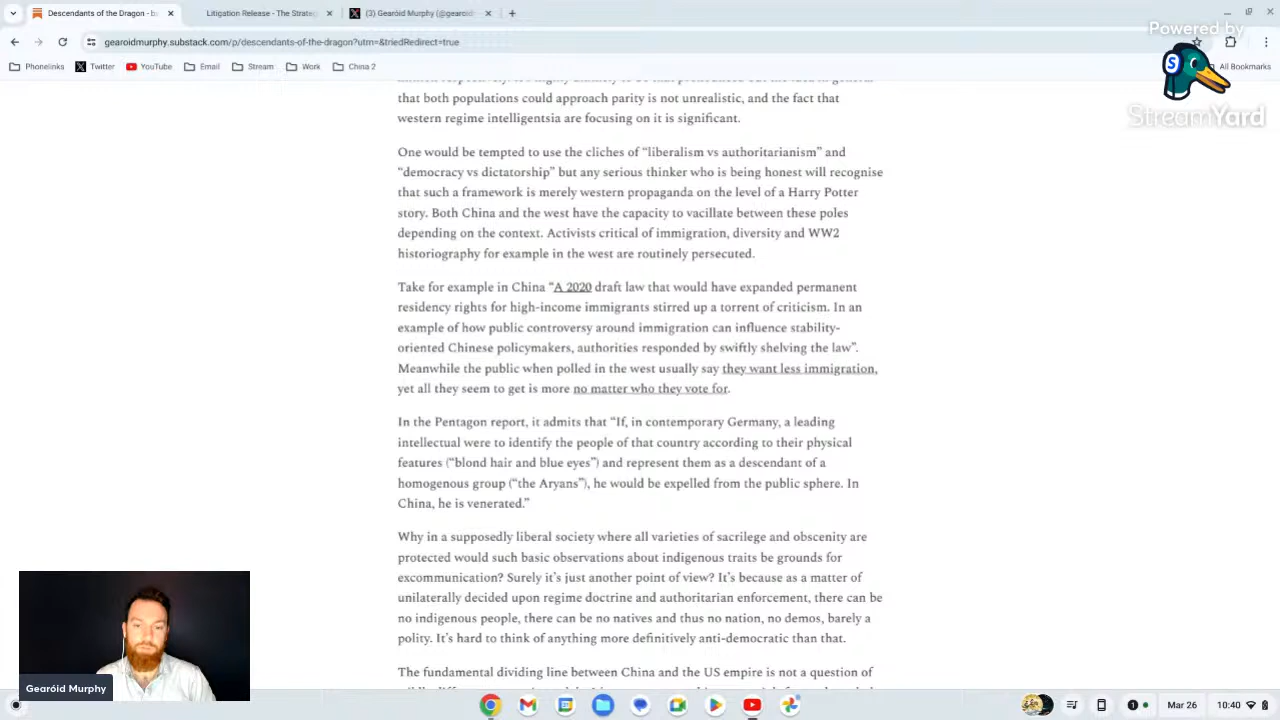 Descendants of the Dragon - b
Litigation Release - The Strate
(3) Gearóid Murphy (@gearoid
gearoidmurphy.substack.com/p/descendants-of-the-dragon?utm=&triedRedirect=true
Phonelinks
Twitter
YouTube
Email
Stream
Work
China 2
All Bookmarks
Powered by
StreamYard
that both populations could approach parity is not unrealistic, and the fact that
western regime intelligentsia are focusing on it is significant.
One would be tempted to use the cliches of “liberalism vs authoritarianism” and
“democracy vs dictatorship” but any serious thinker who is being honest will recognise
that such a framework is merely western propaganda on the level of a Harry Potter
story. Both China and the west have the capacity to vacillate between these poles
depending on the context. Activists critical of immigration, diversity and WW2
historiography for example in the west are routinely persecuted.
Take for example in China “A 2020 draft law that would have expanded permanent
residency rights for high-income immigrants stirred up a torrent of criticism. In an
example of how public controversy around immigration can influence stability-
oriented Chinese policymakers, authorities responded by swiftly shelving the law”.
Meanwhile the public when polled in the west usually say they want less immigration,
yet all they seem to get is more no matter who they vote for.
In the Pentagon report, it admits that “If, in contemporary Germany, a leading
intellectual were to identify the people of that country according to their physical
features (“blond hair and blue eyes”) and represent them as a descendant of a
homogenous group (“the Aryans”), he would be expelled from the public sphere. In
China, he is venerated.”
Why in a supposedly liberal society where all varieties of sacrilege and obscenity are
protected would such basic observations about indigenous traits be grounds for
excommunication? Surely it’s just another point of view? It’s because as a matter of
unilaterally decided upon regime doctrine and authoritarian enforcement, there can be
no indigenous people, there can be no natives and thus no nation, no demos, barely a
polity. It’s hard to think of anything more definitively anti-democratic than that.
The fundamental dividing line between China and the US empire is not a question of
Gearóid Murphy
Mar 26
10:40